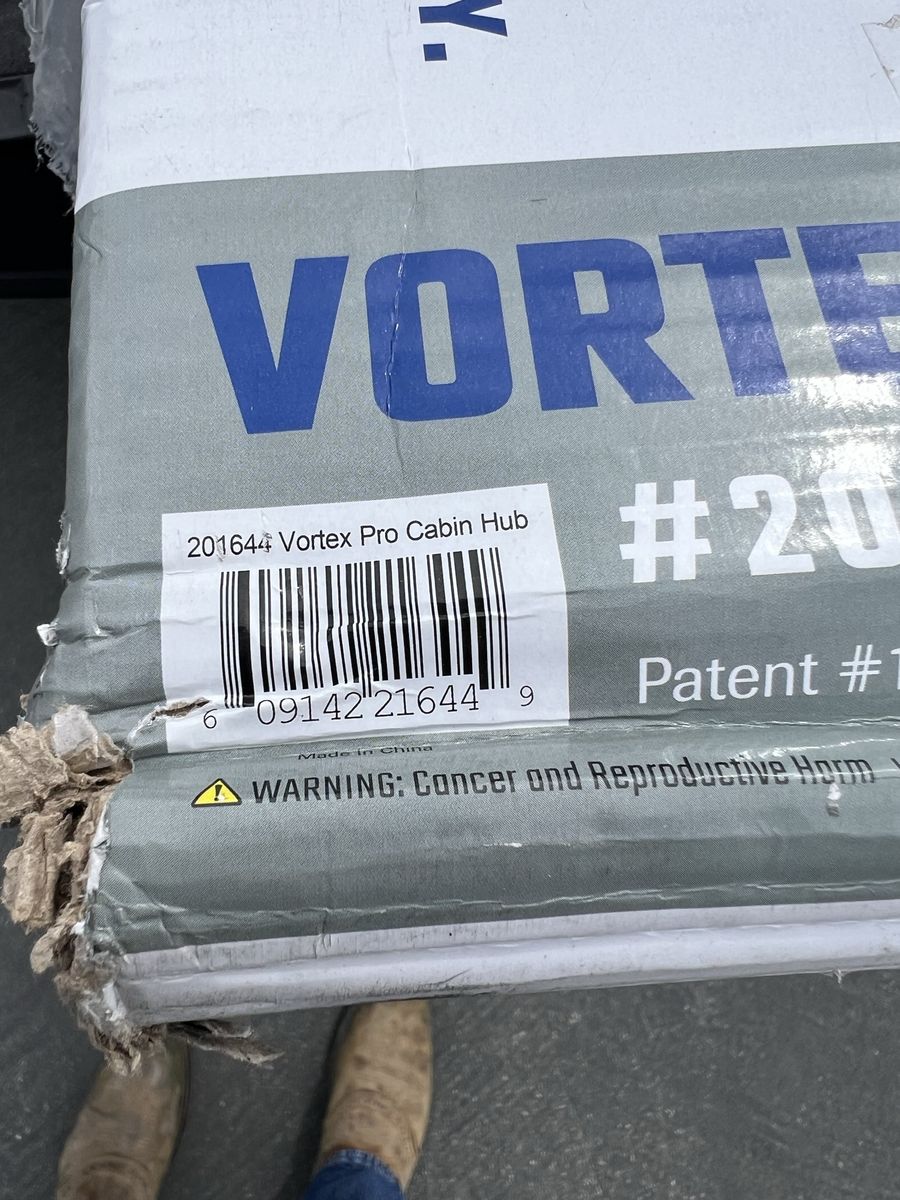 Y.
VORTE
201644 Vortex Pro Cabin Hub
#20
6 09142 21644 9
Patent #1
Made in China
WARNING: Cancer and Reproductive Harm